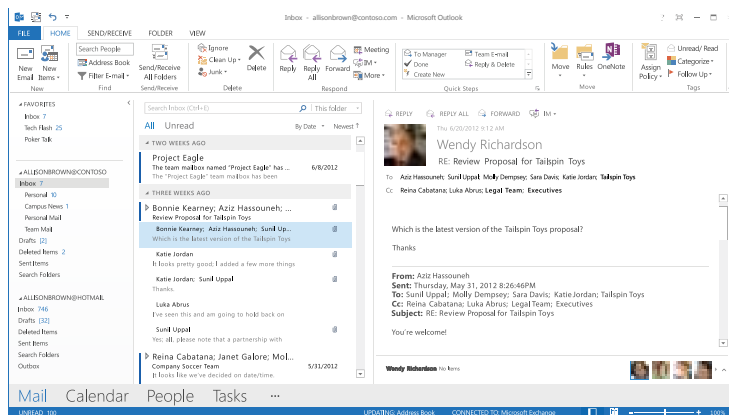 Inbox - allisonbrown@contoso.com - Microsoft Outlook
FILE HOME SEND/RECEIVE FOLDER VIEW
New Email
New Items
New
Search People
Address Book
Filter E-mail
Find
Send/Receive All Folders
Send/Receive
Ignore
Clean Up
Junk
Delete
Delete
Reply
Reply All
Forward
Meeting
IM
More
Respond
To Manager
Done
Create New
Team E-mail
Reply & Delete
Quick Steps
Move
Rules
OneNote
Move
Assign Policy
Unread/ Read
Categorize
Follow Up
Tags
FAVORITES
Inbox 7
Tech Flash 25
Poker Talk
ALLISONBROWN@CONTOSO
Inbox 7
Personal 10
Campus News 1
Personal Mail
Team Mail
Drafts [2]
Deleted Items 2
Sent Items
Search Folders
ALLISONBROWN@HOTMAIL
Inbox 746
Drafts [32]
Deleted Items
Sent Items
Search Folders
Outbox
Search Inbox (Ctrl+E) This folder
All Unread By Date Newest
TWO WEEKS AGO
Project Eagle
The team mailbox named "Project Eagle" has ... 6/8/2012
The "Project Eagle" team mailbox has been
THREE WEEKS AGO
Bonnie Kearney; Aziz Hassouneh; ...
Review Proposal for Tailspin Toys
Bonnie Kearney; Aziz Hassouneh; Sunil Up...
Which is the latest version of the Tailspin Toys
Katie Jordan
It looks pretty good; I added a few more things
Katie Jordan; Sunil Uppal
Thanks.
Luka Abrus
I've seen this and am going to hold back on
Sunil Uppal
Yes; all, please note that a partnership with
Reina Cabatana; Janet Galore; Mol...
Company Soccer Team 5/31/2012
It looks like we've decided on date/time.
REPLY REPLY ALL FORWARD IM
Thu 6/20/2012 9:12 AM
Wendy Richardson
RE: Review Proposal for Tailspin Toys
To Aziz Hassouneh; Sunil Uppal; Molly Dempsey; Sara Davis; Katie Jordan; Tailspin Toys
Cc Reina Cabatana; Luka Abrus; Legal Team; Executives
Which is the latest version of the Tailspin Toys proposal?
Thanks
From: Aziz Hassouneh
Sent: Thursday, May 31, 2012 8:26:46PM
To: Sunil Uppal; Molly Dempsey; Sara Davis; Katie Jordan; Tailspin Toys
Cc: Reina Cabatana; Luka Abrus; Legal Team; Executives
Subject: RE: Review Proposal for Tailspin Toys
You're welcome!
Wendy Richardson No Items
Mail Calendar People Tasks ...
UNREAD: 100 UPDATING: Address Book CONNECTED TO: Microsoft Exchange 100%